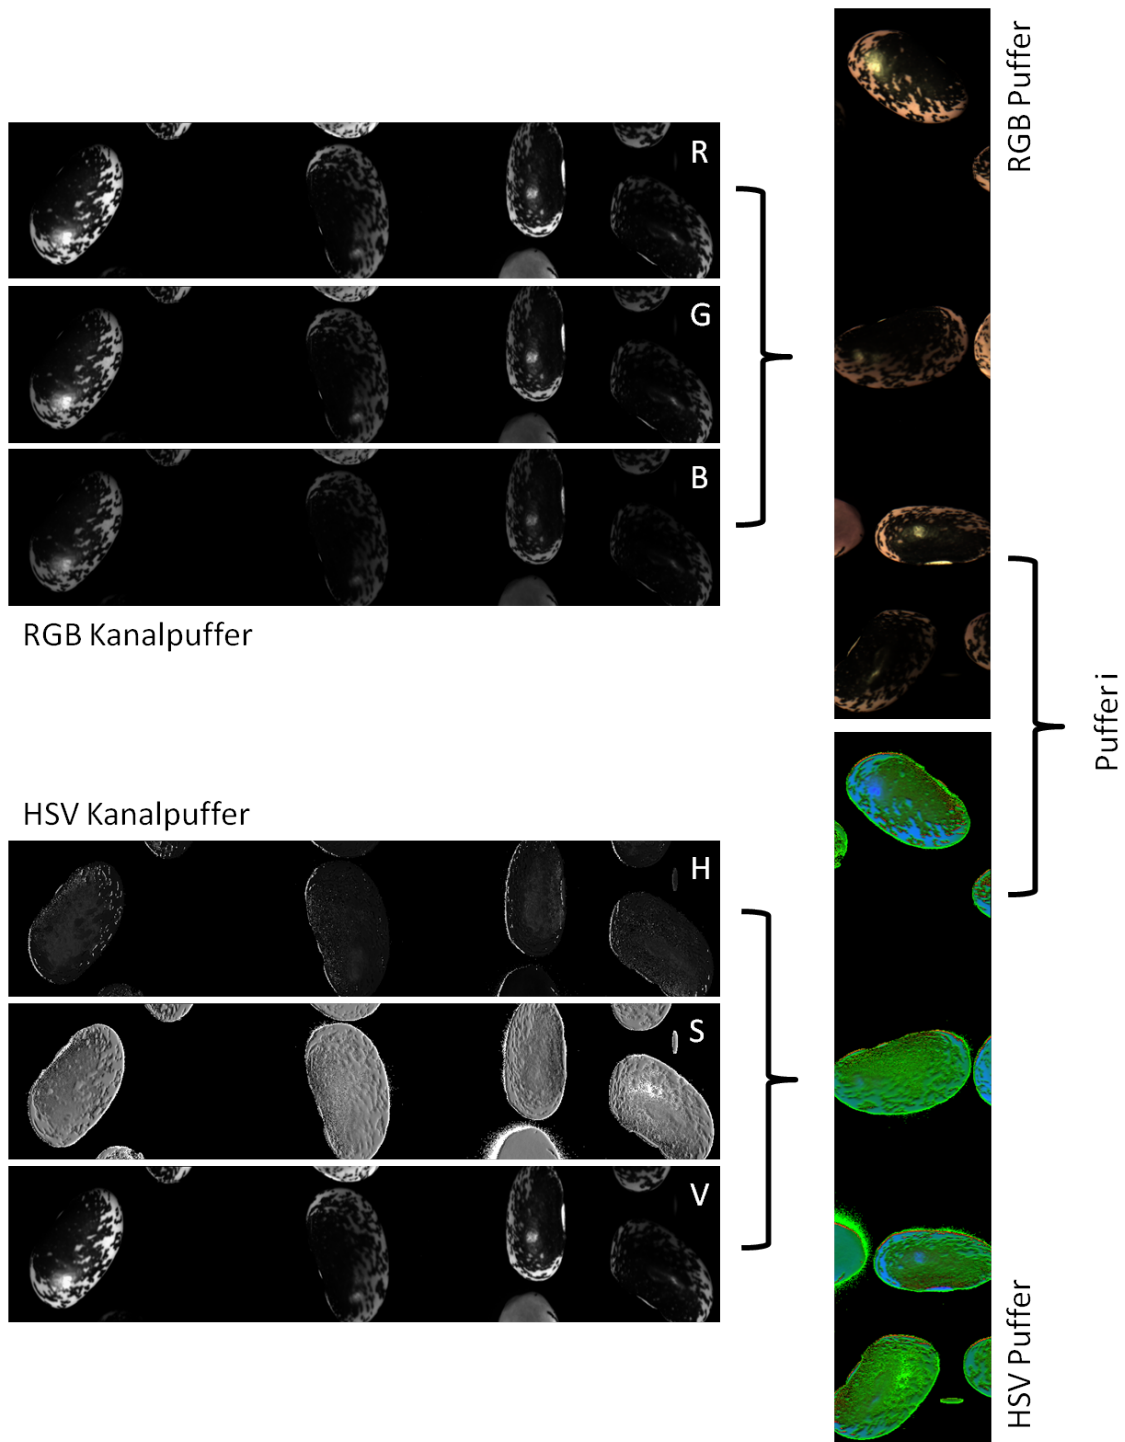 R
G
B
RGB Kanalpuffer
HSV Kanalpuffer
H
S
V
RGB Puffer
Puffer i
HSV Puffer